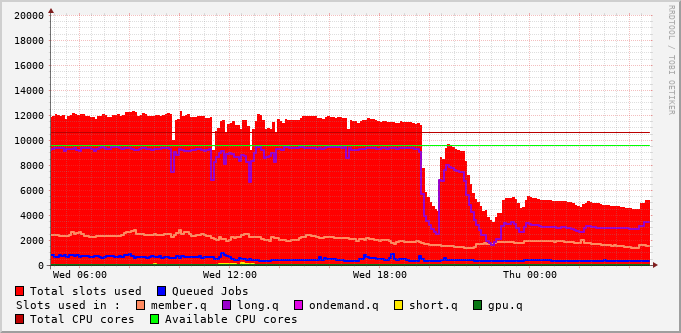 RRDTOOL / TOBI OETIKER
20000
18000
16000
14000
12000
10000
8000
6000
4000
2000
0
Wed 06:00 Wed 12:00 Wed 18:00 Thu 00:00
Total slots used Queued Jobs
Slots used in : member.q long.q ondemand.q short.q gpu.q
Total CPU cores Available CPU cores